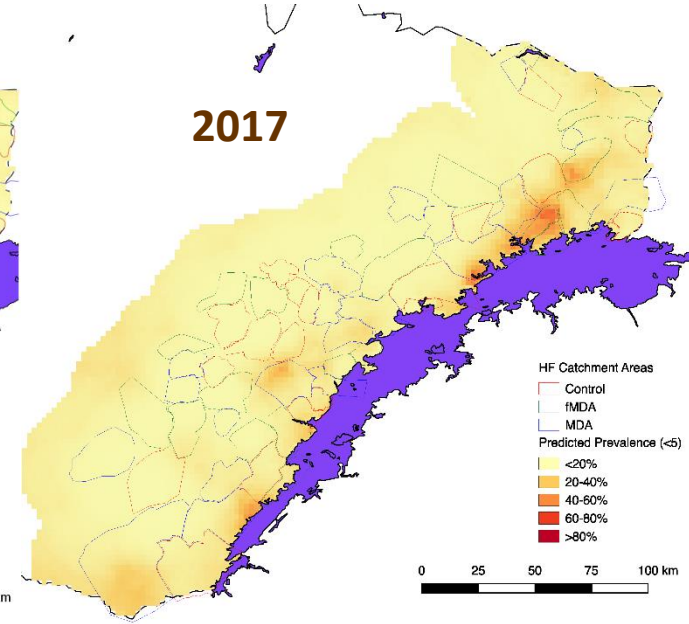 2017
HF Catchment Areas
Control
fMDA
MDA
Predicted Prevalence (<5)
<20%
20-40%
40-60%
60-80%
>80%
0 25 50 75 100 km
m